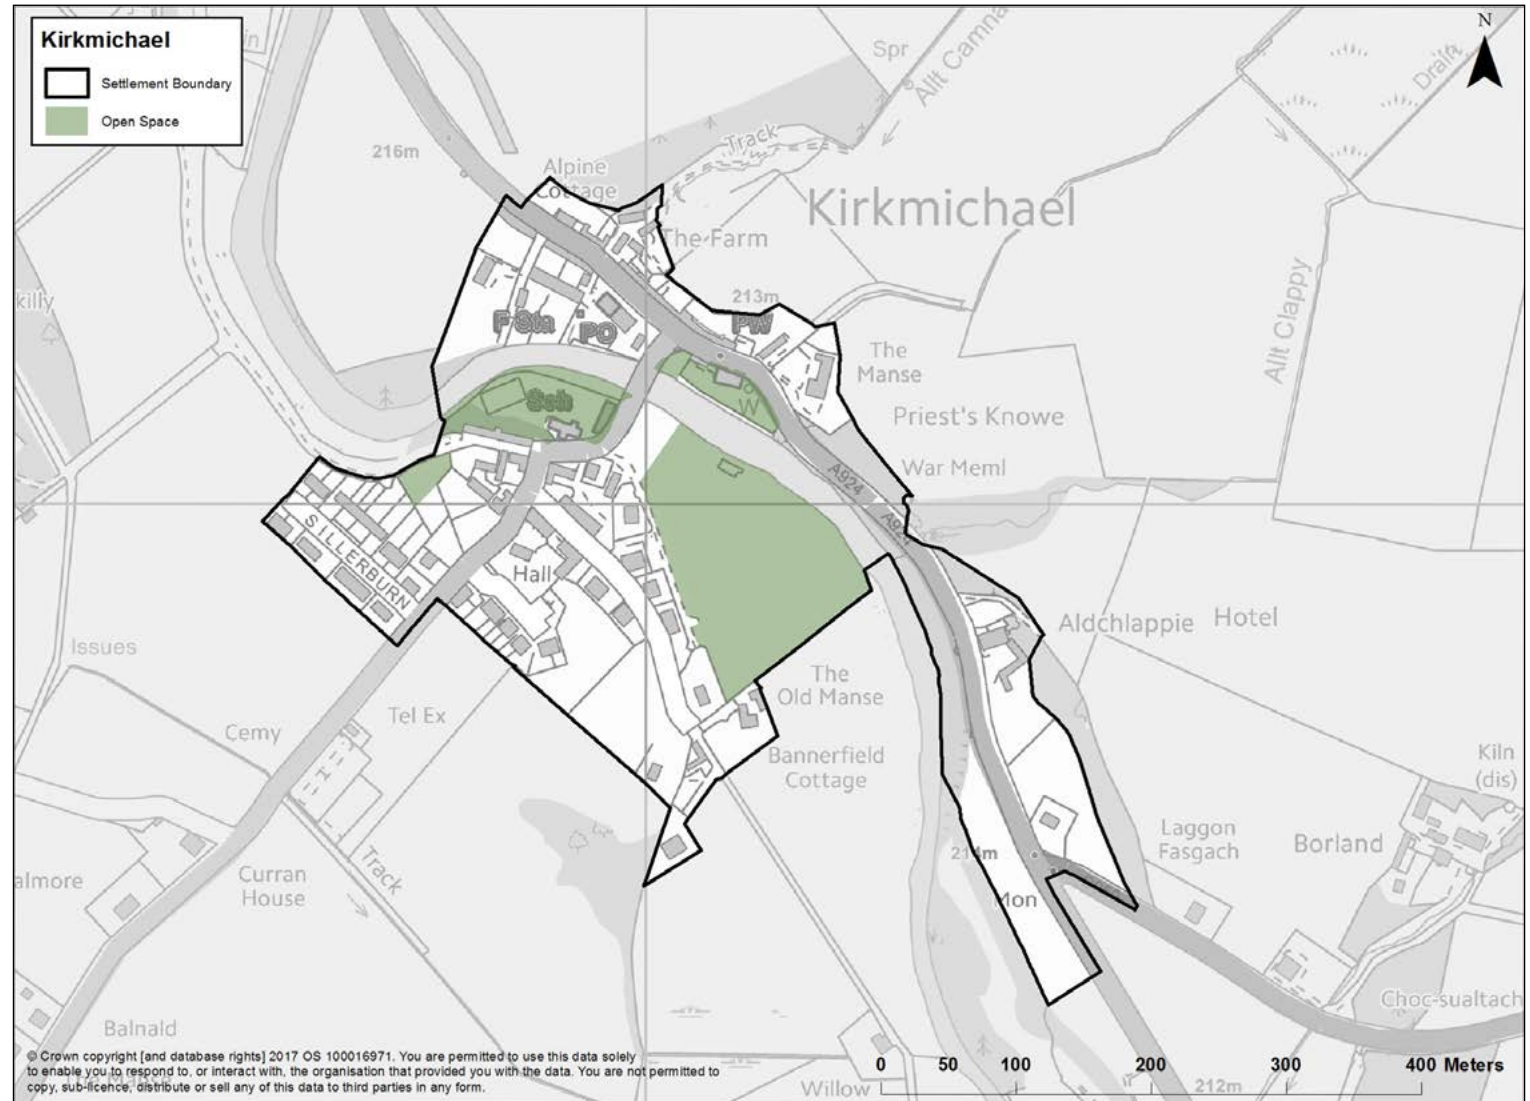 Kirkmichael
Settlement Boundary
Open Space
N
Spr
Allt Camna
Drain
216m
Track
Alpine
Cottage
Kirkmichael
The Farm
killy
213m
Allt Clappy
F Sta
PO
PW
The
Manse
Sch
W
Priest's Knowe
War Meml
A924
A924
SILLERBURN
Hall
Aldchlappie Hotel
Issues
The
Old Manse
Tel Ex
Cemy
Bannerfield
Cottage
Kiln
(dis)
Laggon
Fasgach
Borland
214m
almore
Curran
House
Track
Mon
Choc-sualtach
Balnald
© Crown copyright [and database rights] 2017 OS 100016971. You are permitted to use this data solely
to enable you to respond to, or interact with, the organisation that provided you with the data. You are not permitted to
copy, sub-licence, distribute or sell any of this data to third parties in any form.
The Manse
Willow
212m
0 50 100 200 300 400 Meters